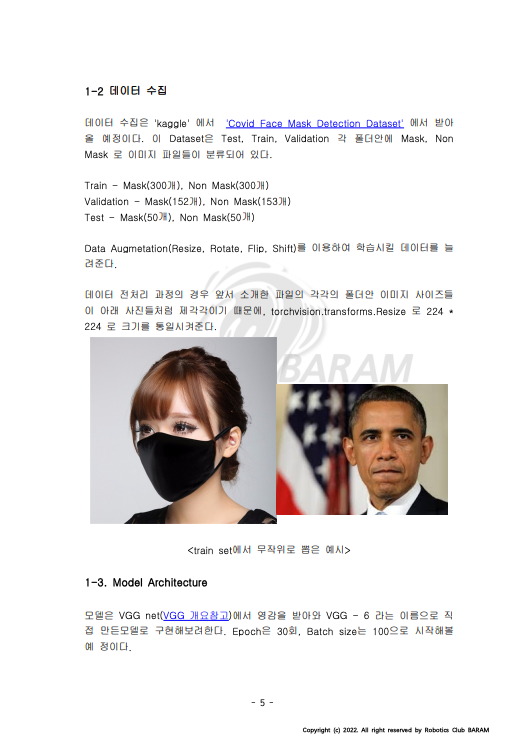 1-2 데이터 수집
데이터 수집은 'kaggle' 에서 'Covid Face Mask Detection Dataset' 에서 받아
올 예정이다. 이 Dataset은 Test, Train, Validation 각 폴더안에 Mask, Non
Mask 로 이미지 파일들이 분류되어 있다.
Train - Mask(300개), Non Mask(300개)
Validation - Mask(152개), Non Mask(153개)
Test - Mask(50개), Non Mask(50개)
Data Augmetation(Resize, Rotate, Flip, Shift)를 이용하여 학습시킬 데이터를 늘
려준다.
데이터 전처리 과정의 경우 앞서 소개한 파일의 각각의 폴더안 이미지 사이즈들
이 아래 사진들처럼 제각각이기 때문에, torchvision.transforms.Resize 로 224 *
224 로 크기를 통일시켜준다.
BARAM
<train set에서 무작위로 뽑은 예시>
1-3. Model Architecture
모델은 VGG net(VGG 개요참고)에서 영감을 받아와 VGG - 6 라는 이름으로 직
접 만든모델로 구현해보려한다. Epoch은 30회, Batch size는 100으로 시작해볼
예 정이다.
- 5 -
Copyright (c) 2022. All right reserved by Robotics Club BARAM